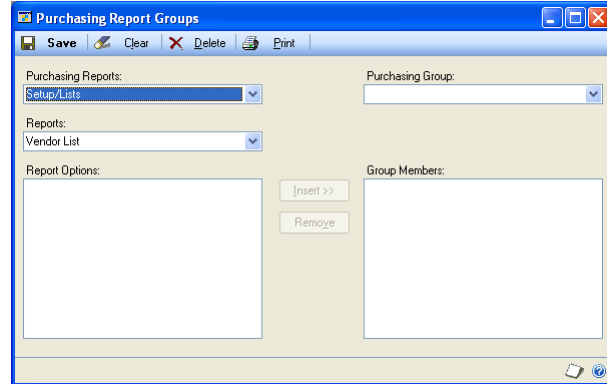 Purchasing Report Groups
Save Clear Delete Print
Purchasing Reports: Purchasing Group:
Setup/Lists
Reports:
Vendor List
Report Options: Group Members:
Insert >>
Remove